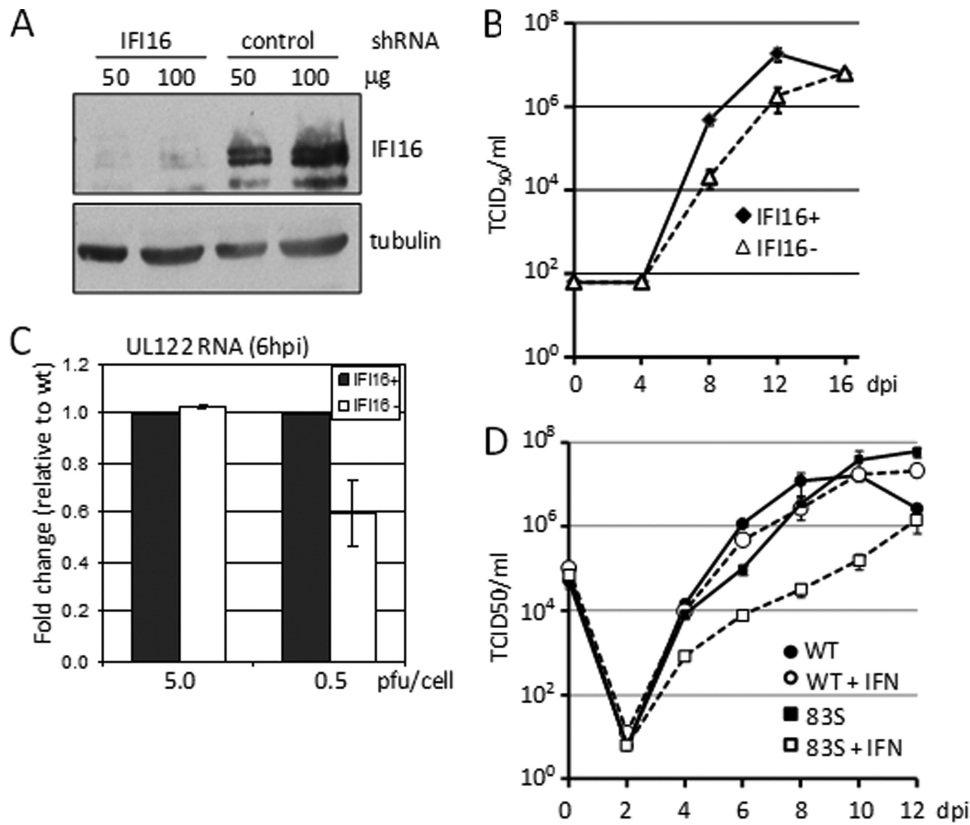 A
IFI16 control shRNA
50 100 50 100 µg
IFI16
tubulin
B
TCID50/ml
10^8
10^6
10^4
10^2
10^0
IFI16+
IFI16-
0 4 8 12 16 dpi
C
UL122 RNA (6hpi)
Fold change (relative to wt)
1.2
1.0
0.8
0.6
0.4
0.2
0.0
IFI16+
IFI16-
5.0 0.5 pfu/cell
D
TCID50/ml
10^8
10^6
10^4
10^2
10^0
WT
WT + IFN
83S
83S + IFN
0 2 4 6 8 10 12 dpi